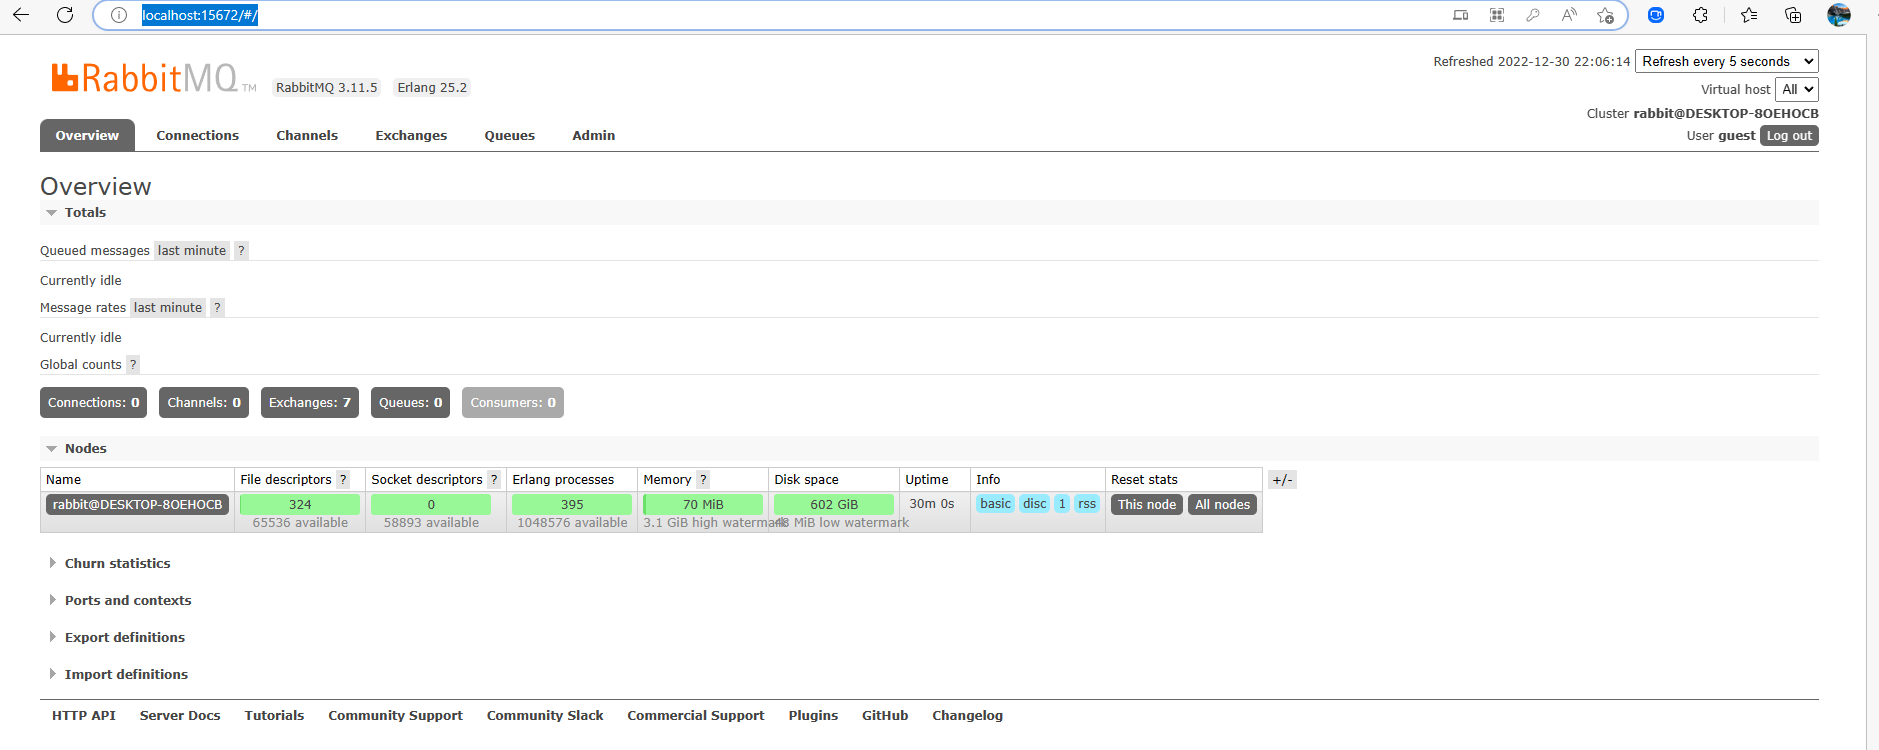 localhost:15672/#/
RabbitMQ TM RabbitMQ 3.11.5 Erlang 25.2
Refreshed 2022-12-30 22:06:14 Refresh every 5 seconds
Virtual host All
Cluster rabbit@DESKTOP-8OEHOCB
User guest Log out
Overview Connections Channels Exchanges Queues Admin
Overview
Totals
Queued messages last minute ?
Currently idle
Message rates last minute ?
Currently idle
Global counts ?
Connections: 0 Channels: 0 Exchanges: 7 Queues: 0 Consumers: 0
Nodes
Name File descriptors ? Socket descriptors ? Erlang processes Memory ? Disk space Uptime Info Reset stats +/-
rabbit@DESKTOP-8OEHOCB 324 0 395 70 MiB 602 GiB 30m 0s basic disc 1 rss This node All nodes
65536 available 58893 available 1048576 available 3.1 GiB high watermark 48 MiB low watermark
Churn statistics
Ports and contexts
Export definitions
Import definitions
HTTP API Server Docs Tutorials Community Support Community Slack Commercial Support Plugins GitHub Changelog